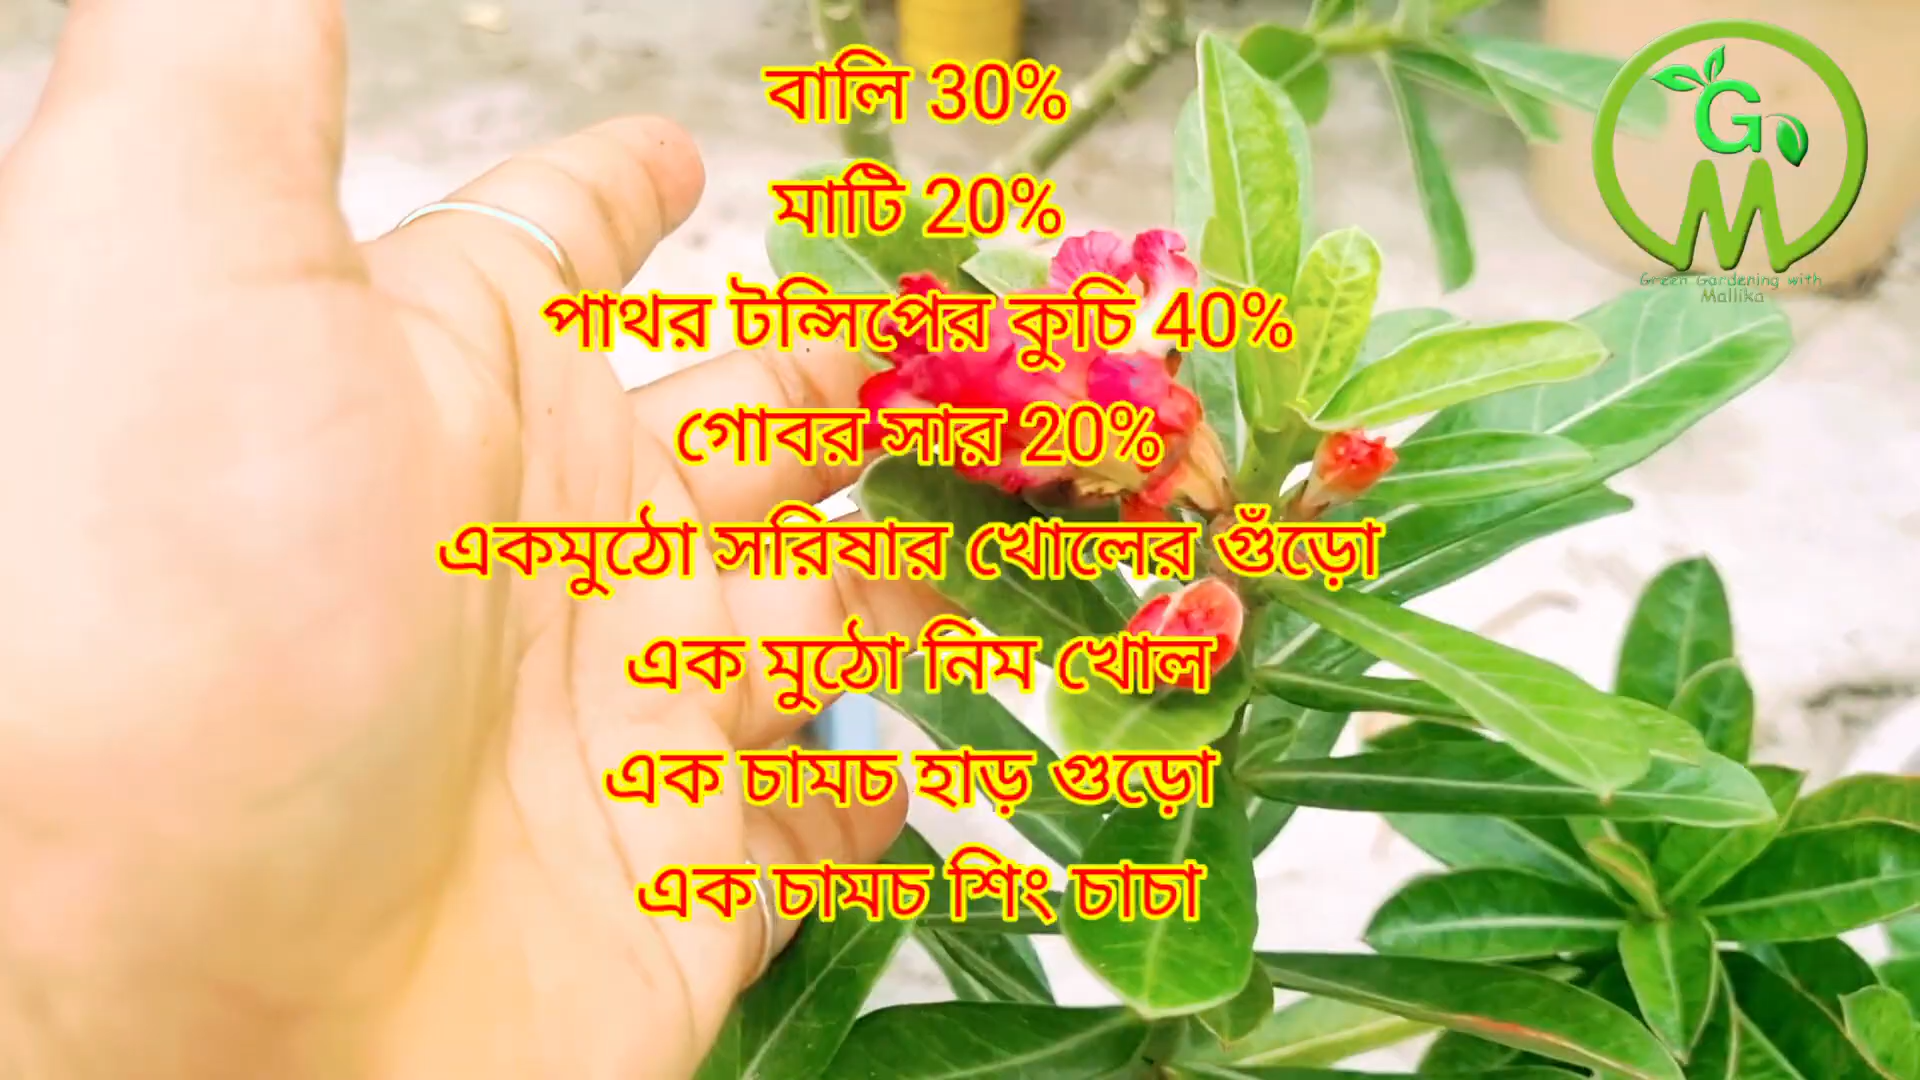 বালি 30%
মাটি 20%
পাথর টন্সিপের কুচি 40%
গোবর সার 20%
একমুঠো সরিষার খোলের গুঁড়ো
এক মুঠো নিম খোল
এক চামচ হাড় গুড়ো
এক চামচ শিং চাচা
G
M
Green Gardening with
Mallika